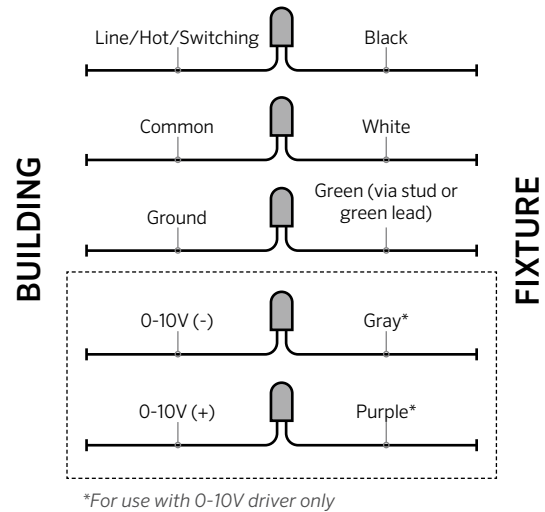 Line/Hot/Switching
Black
Common
White
Ground
Green (via stud or
green lead)
0-10V (-)
Gray*
0-10V (+)
Purple*
BUILDING
FIXTURE
*For use with 0-10V driver only